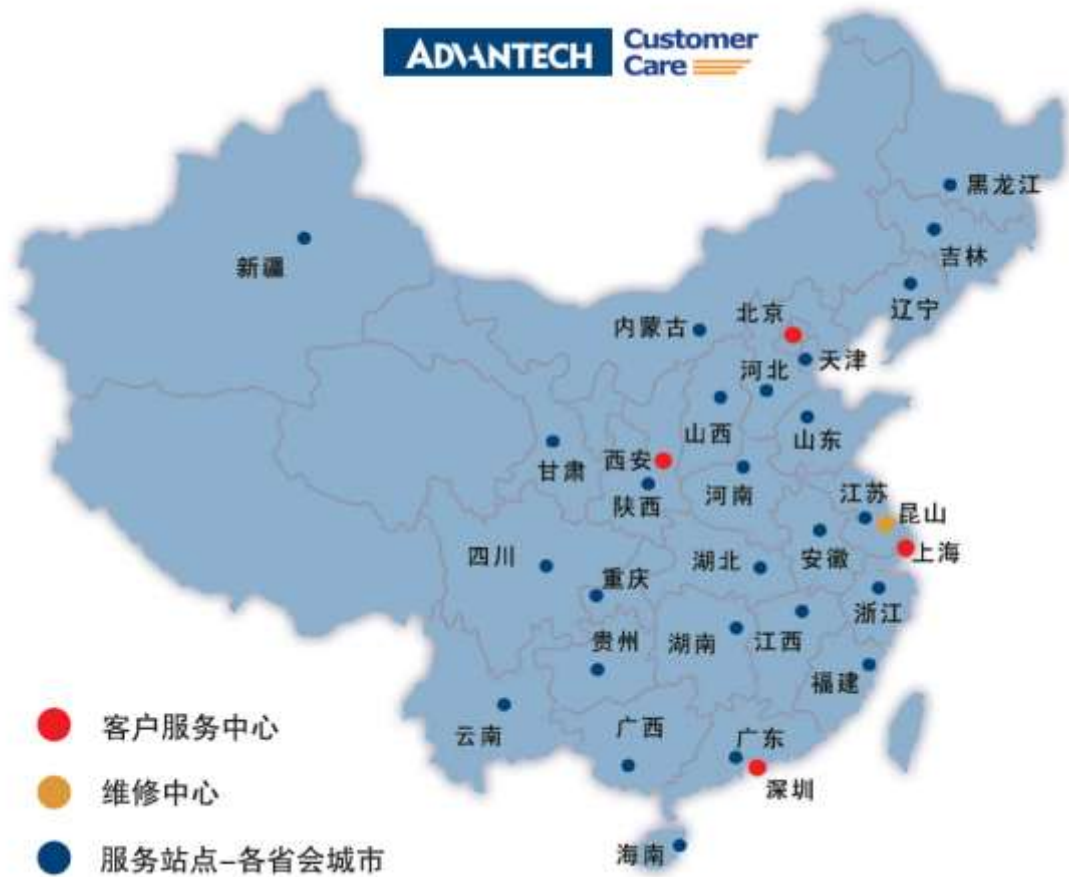 ADVANTECH Customer
Care
黑龙江
吉林
新疆
辽宁
北京
内蒙古
天津
河北
山西
山东
甘肃
西安
陕西
河南
江苏
昆山
上海
安徽
湖北
四川
重庆
浙江
贵州
湖南
江西
福建
云南
广西
广东
深圳
海南
客户服务中心
维修中心
服务站点-各省会城市